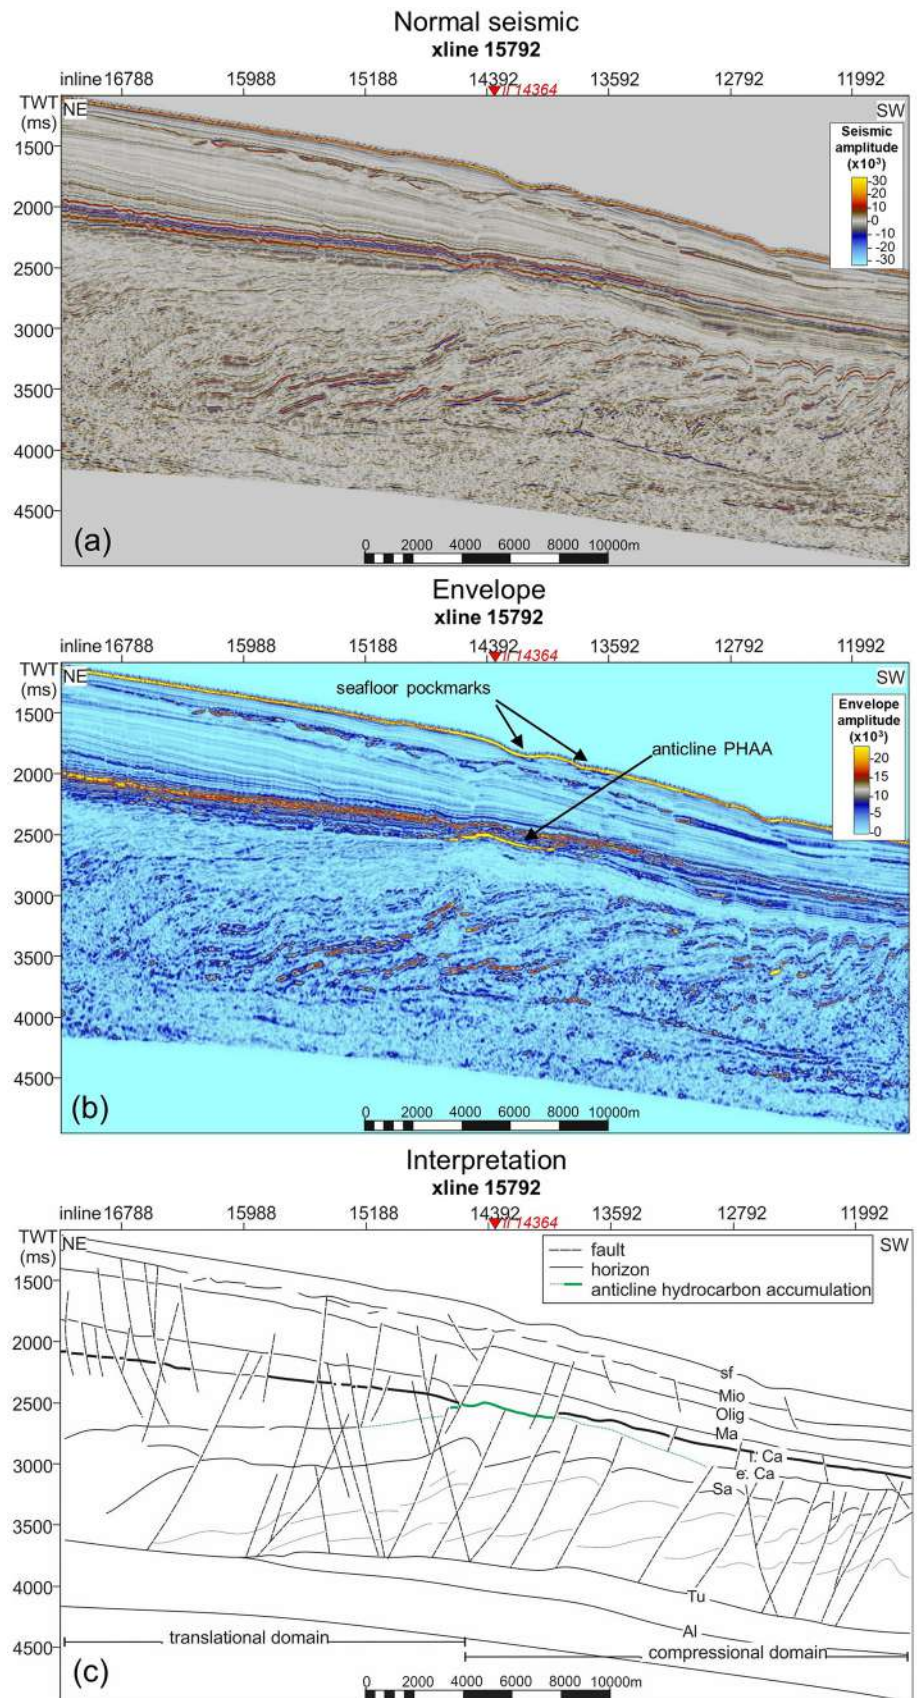 Normal seismic
xline 15792
inline 16788 15988 15188 14392 13592 12792 11992
il 14364
TWT
(ms)
NE
SW
Seismic
amplitude
(x10³)
30
20
10
0
-10
-20
-30
1500
2000
2500
3000
3500
4000
4500
(a)
0 2000 4000 6000 8000 10000m
Envelope
xline 15792
inline 16788 15988 15188 14392 13592 12792 11992
il 14364
TWT
(ms)
NE
SW
seafloor pockmarks
anticline PHAA
Envelope
amplitude
(x10³)
20
15
10
5
0
1500
2000
2500
3000
3500
4000
4500
(b)
0 2000 4000 6000 8000 10000m
Interpretation
xline 15792
inline 16788 15988 15188 14392 13592 12792 11992
il 14364
TWT
(ms)
NE
SW
fault
horizon
anticline hydrocarbon accumulation
1500
2000
2500
3000
3500
4000
4500
sf
Mio
Olig
Ma
l. Ca
e. Ca
Sa
Tu
Al
translational domain
compressional domain
(c)
0 2000 4000 6000 8000 10000m